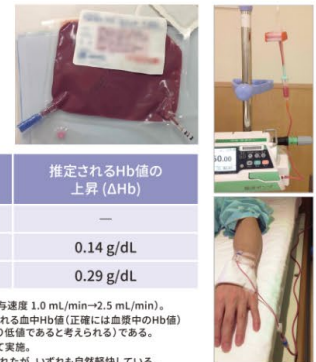 推定されるHb値の
上昇 (ΔHb)
—
0.14 g/dL
0.29 g/dL
与速度 1.0 mL/min→2.5 mL/min)。
れる血中Hb値(正確には血漿中のHb値)
り低値であると考えられる)である。
て実施。
れたが、いずれも自然軽快している。